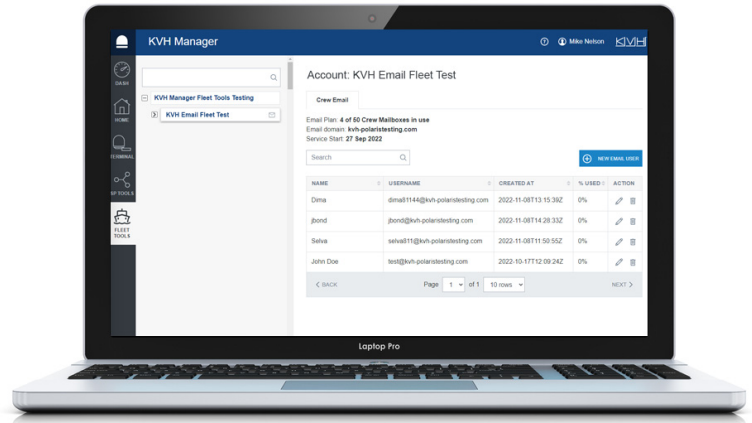 KVH Manager
Mike Nelson
KVH
DASH
HOME
TERMINAL
SP TOOLS
FLEET
TOOLS
KVH Manager Fleet Tools Testing
KVH Email Fleet Test
Account: KVH Email Fleet Test
Crew Email
Email Plan: 4 of 50 Crew Mailboxes in use
Email domain: kvh-polaristesting.com
Service Start: 27 Sep 2022
Search
NEW EMAIL USER
NAME USERNAME CREATED AT % USED ACTION
Dima dima81144@kvh-polaristesting.com 2022-11-08T13:15:39Z 0%
jbond jbond@kvh-polaristesting.com 2022-11-08T14:28:33Z 0%
Selva selva811@kvh-polaristesting.com 2022-11-08T11:50:55Z 0%
John Doe test@kvh-polaristesting.com 2022-10-17T12:09:24Z 0%
BACK Page 1 of 1 10 rows NEXT
Laptop Pro